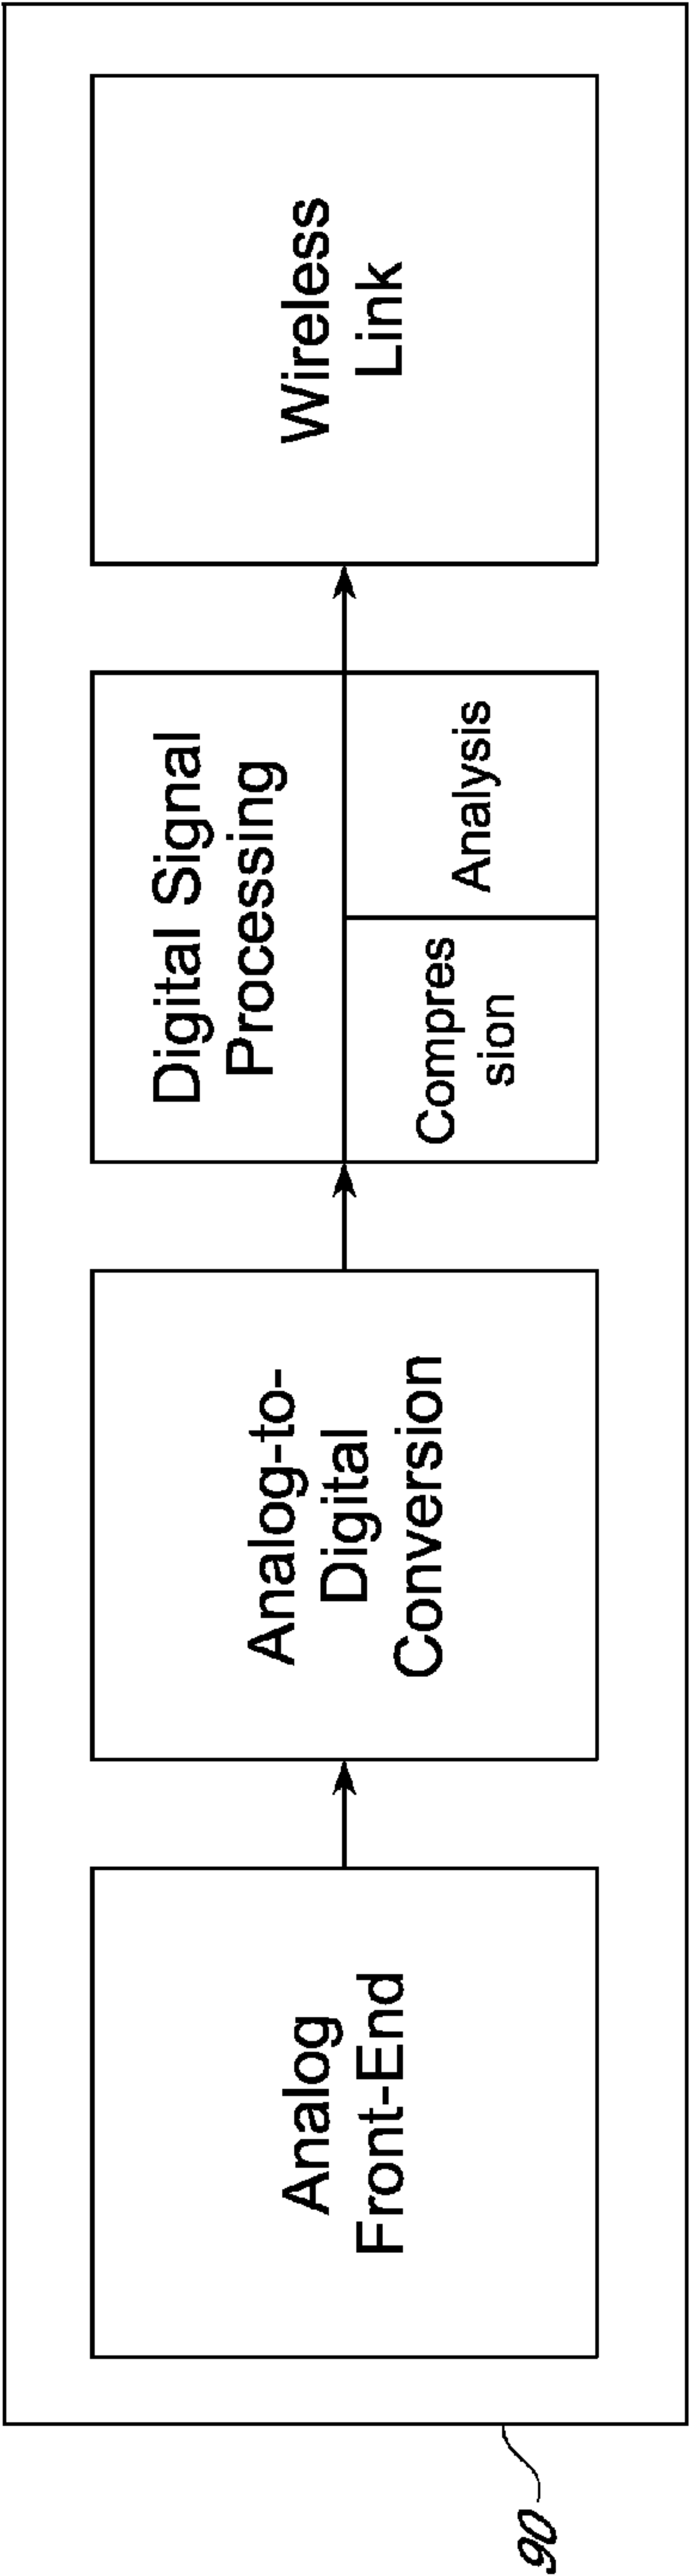 Analog
Front-End
Analog-to-
Digital
Conversion
Digital Signal
Processing
Compres
sion
Analysis
Wireless
Link
90